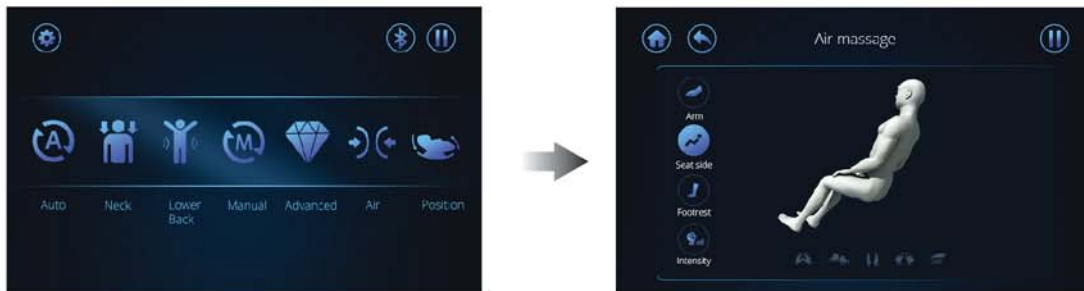 A
M
Auto
Neck
Lower
Back
Manual
Advanced
Air
Position
Air massage
Arm
Seat side
Footrest
Intensity